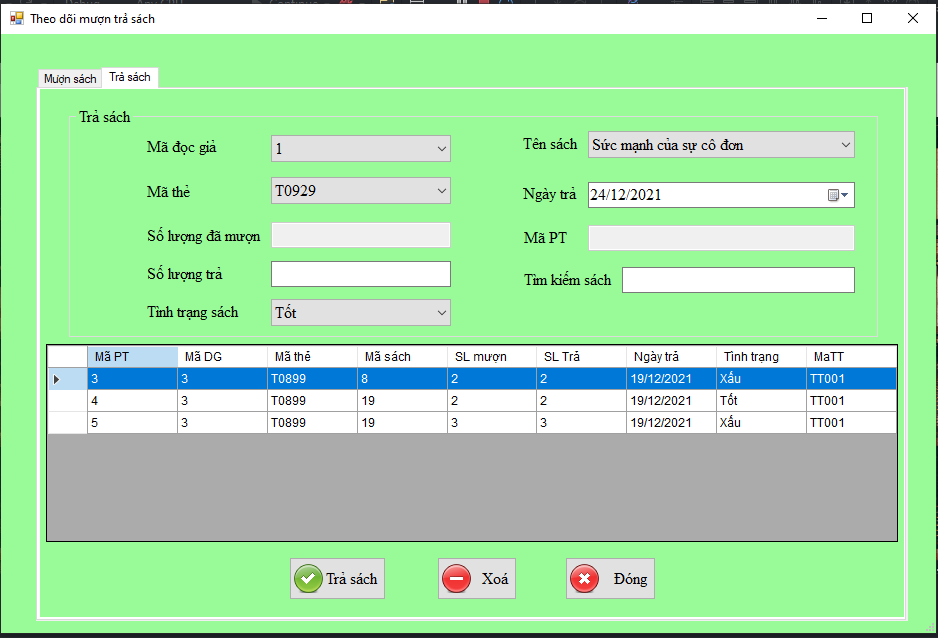 Theo dõi mượn trả sách
Mượn sách Trả sách
Trả sách
Mã đọc giả 1 Tên sách Sức mạnh của sự cô đơn
Mã thẻ T0929 Ngày trả 24/12/2021
Số lượng đã mượn Mã PT
Số lượng trả Tìm kiếm sách
Tình trạng sách Tốt
Mã PT Mã DG Mã thẻ Mã sách SL mượn SL Trả Ngày trả Tình trạng MaTT
3 3 T0899 8 2 2 19/12/2021 Xấu TT001
4 3 T0899 19 2 2 19/12/2021 Tốt TT001
5 3 T0899 19 3 3 19/12/2021 Xấu TT001
Trả sách Xoá Đóng